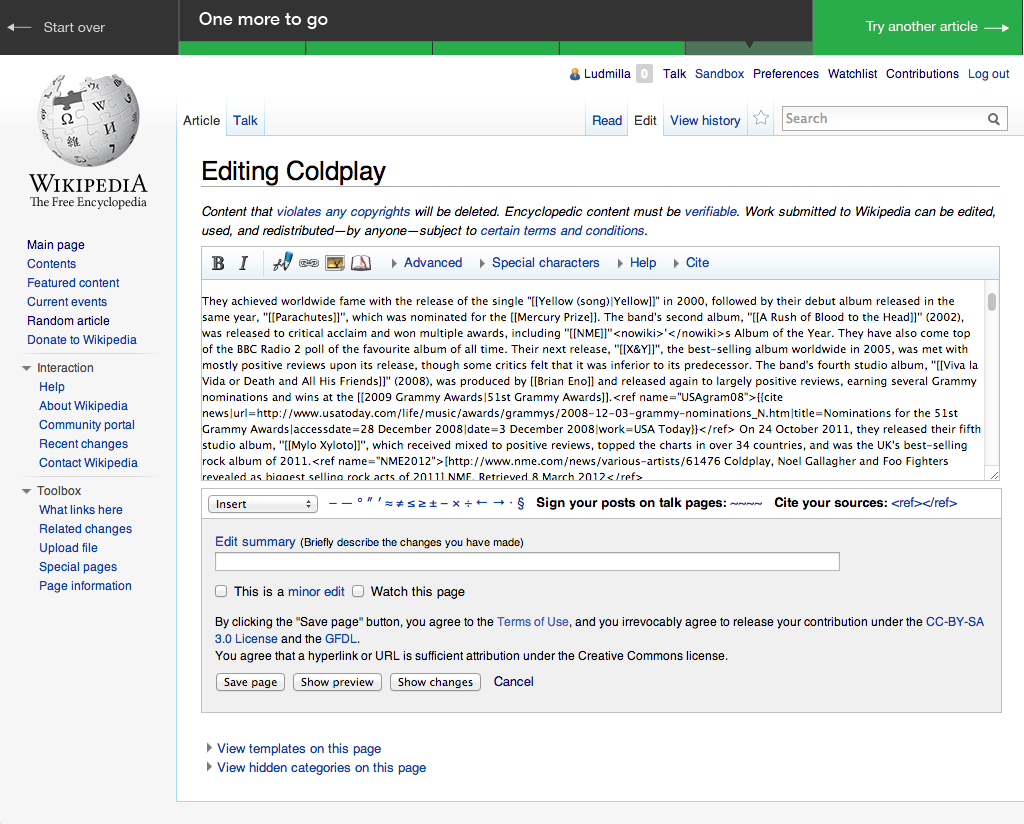 Start over
One more to go
Try another article
Ludmilla 0 Talk Sandbox Preferences Watchlist Contributions Log out
Article Talk Read Edit View history Search
WIKIPEDIA
The Free Encyclopedia
Main page
Contents
Featured content
Current events
Random article
Donate to Wikipedia
Interaction
Help
About Wikipedia
Community portal
Recent changes
Contact Wikipedia
Toolbox
What links here
Related changes
Upload file
Special pages
Page information
Editing Coldplay
Content that violates any copyrights will be deleted. Encyclopedic content must be verifiable. Work submitted to Wikipedia can be edited,
used, and redistributed—by anyone—subject to certain terms and conditions.
B I Advanced Special characters Help Cite
They achieved worldwide fame with the release of the single "[[Yellow (song)|Yellow]]" in 2000, followed by their debut album released in the
same year, ''[[Parachutes]]'', which was nominated for the [[Mercury Prize]]. The band's second album, ''[[A Rush of Blood to the Head]]'' (2002),
was released to critical acclaim and won multiple awards, including ''[[NME]]''<nowiki>'</nowiki>s Album of the Year. They have also come top
of the BBC Radio 2 poll of the favourite album of all time. Their next release, ''[[X&Y]]'', the best-selling album worldwide in 2005, was met with
mostly positive reviews upon its release, though some critics felt that it was inferior to its predecessor. The band's fourth studio album, ''[[Viva la
Vida or Death and All His Friends]]'' (2008), was produced by [[Brian Eno]] and released again to largely positive reviews, earning several Grammy
nominations and wins at the [[2009 Grammy Awards|51st Grammy Awards]].<ref name="USAgram08">{{cite
news|url=http://www.usatoday.com/life/music/awards/grammys/2008-12-03-grammy-nominations_N.htm|title=Nominations for the 51st
Grammy Awards|accessdate=28 December 2008|date=3 December 2008|work=USA Today}}</ref> On 24 October 2011, they released their fifth
studio album, ''[[Mylo Xyloto]]'', which received mixed to positive reviews, topped the charts in over 34 countries, and was the UK's best-selling
rock album of 2011.<ref name="NME2012">[http://www.nme.com/news/various-artists/61476 Coldplay, Noel Gallagher and Foo Fighters
revealed as biggest selling rock acts of 2011] NME. Retrieved 8 March 2012</ref>
Insert – — ° ″ ′ ≈ ≠ ≤ ≥ ± − × ÷ ← → · § Sign your posts on talk pages: ~~~~ Cite your sources: <ref></ref>
Edit summary (Briefly describe the changes you have made)
This is a minor edit Watch this page
By clicking the "Save page" button, you agree to the Terms of Use, and you irrevocably agree to release your contribution under the CC-BY-SA
3.0 License and the GFDL.
You agree that a hyperlink or URL is sufficient attribution under the Creative Commons license.
Save page Show preview Show changes Cancel
View templates on this page
View hidden categories on this page